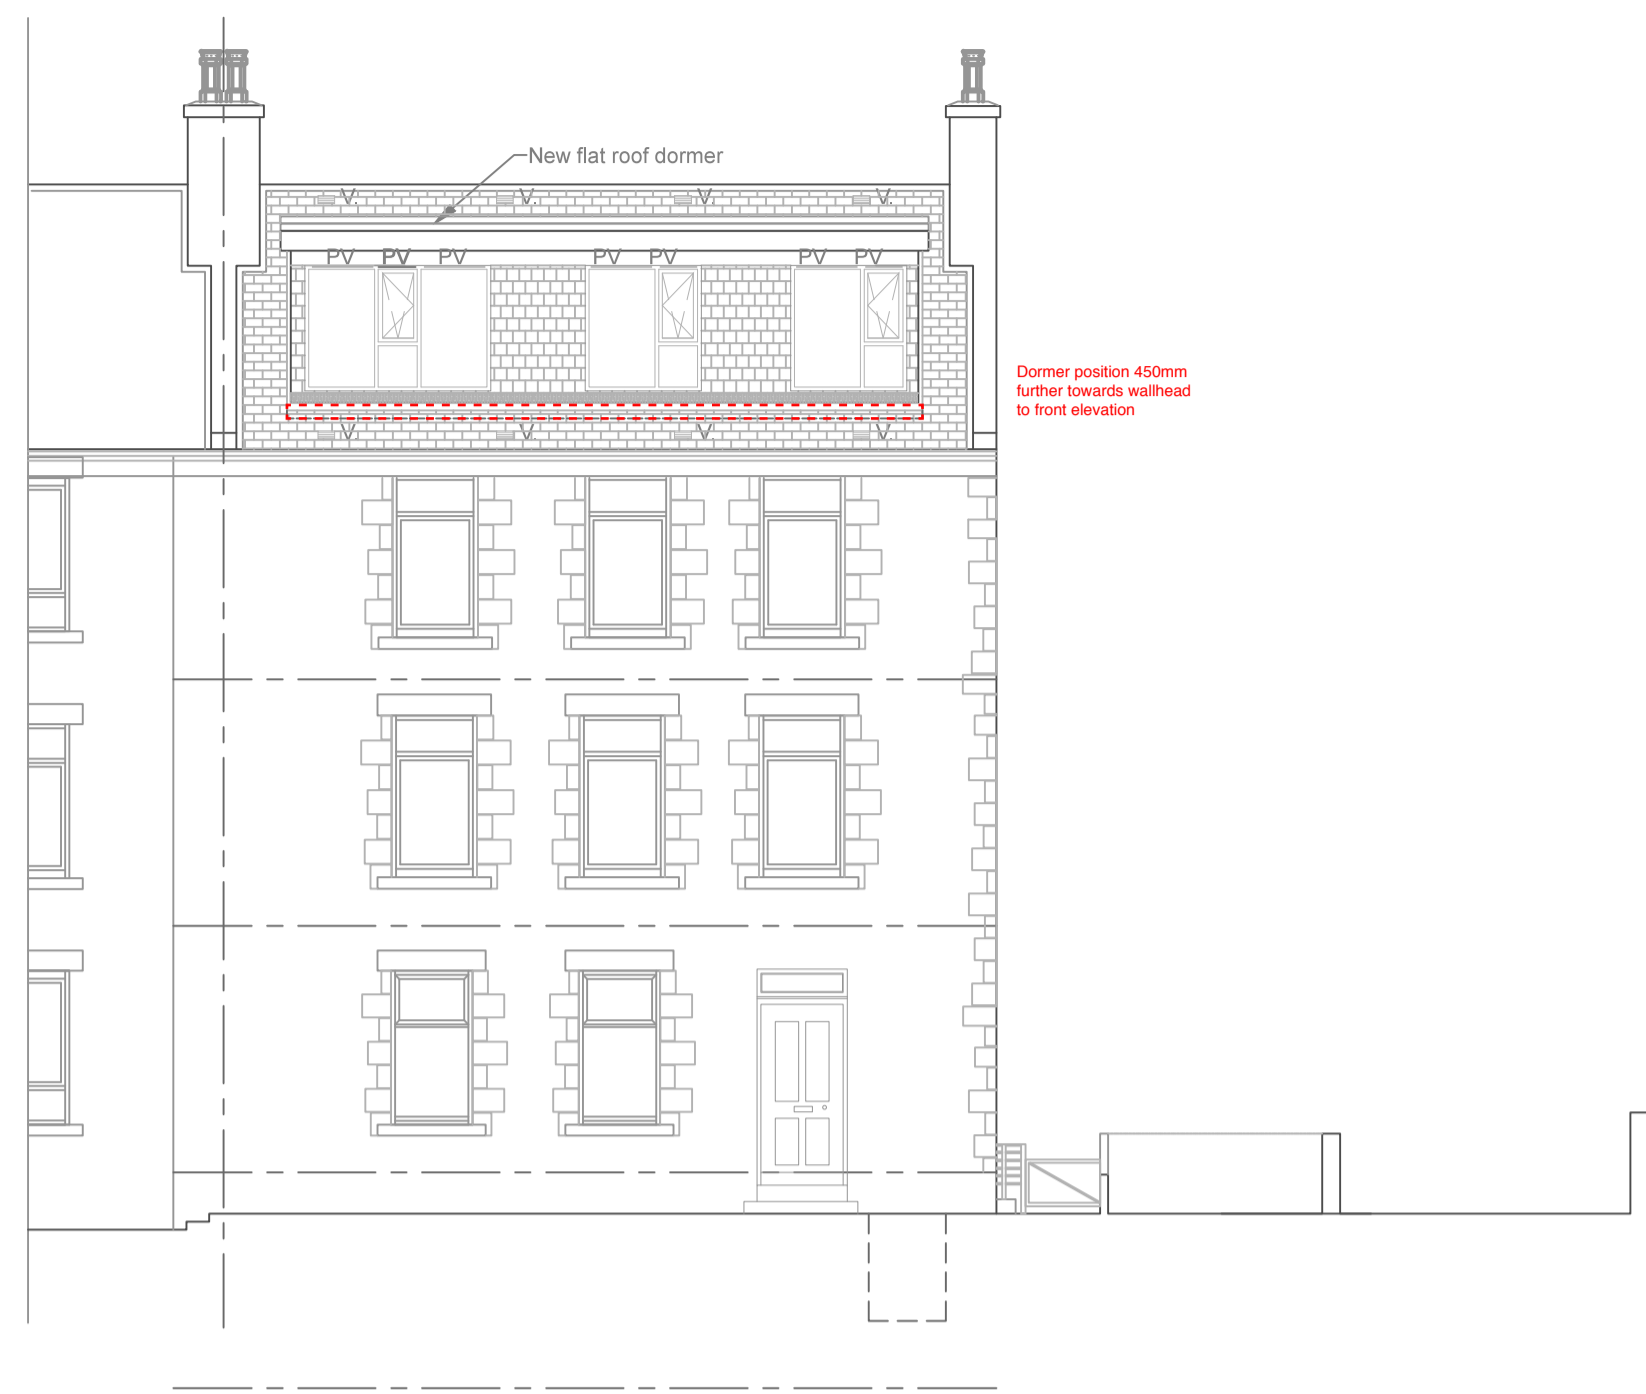 New flat roof dormer
V. V. V. V.
PV PV PV PV PV PV PV
Dormer position 450mm
further towards wallhead
to front elevation
V. V. V. V.